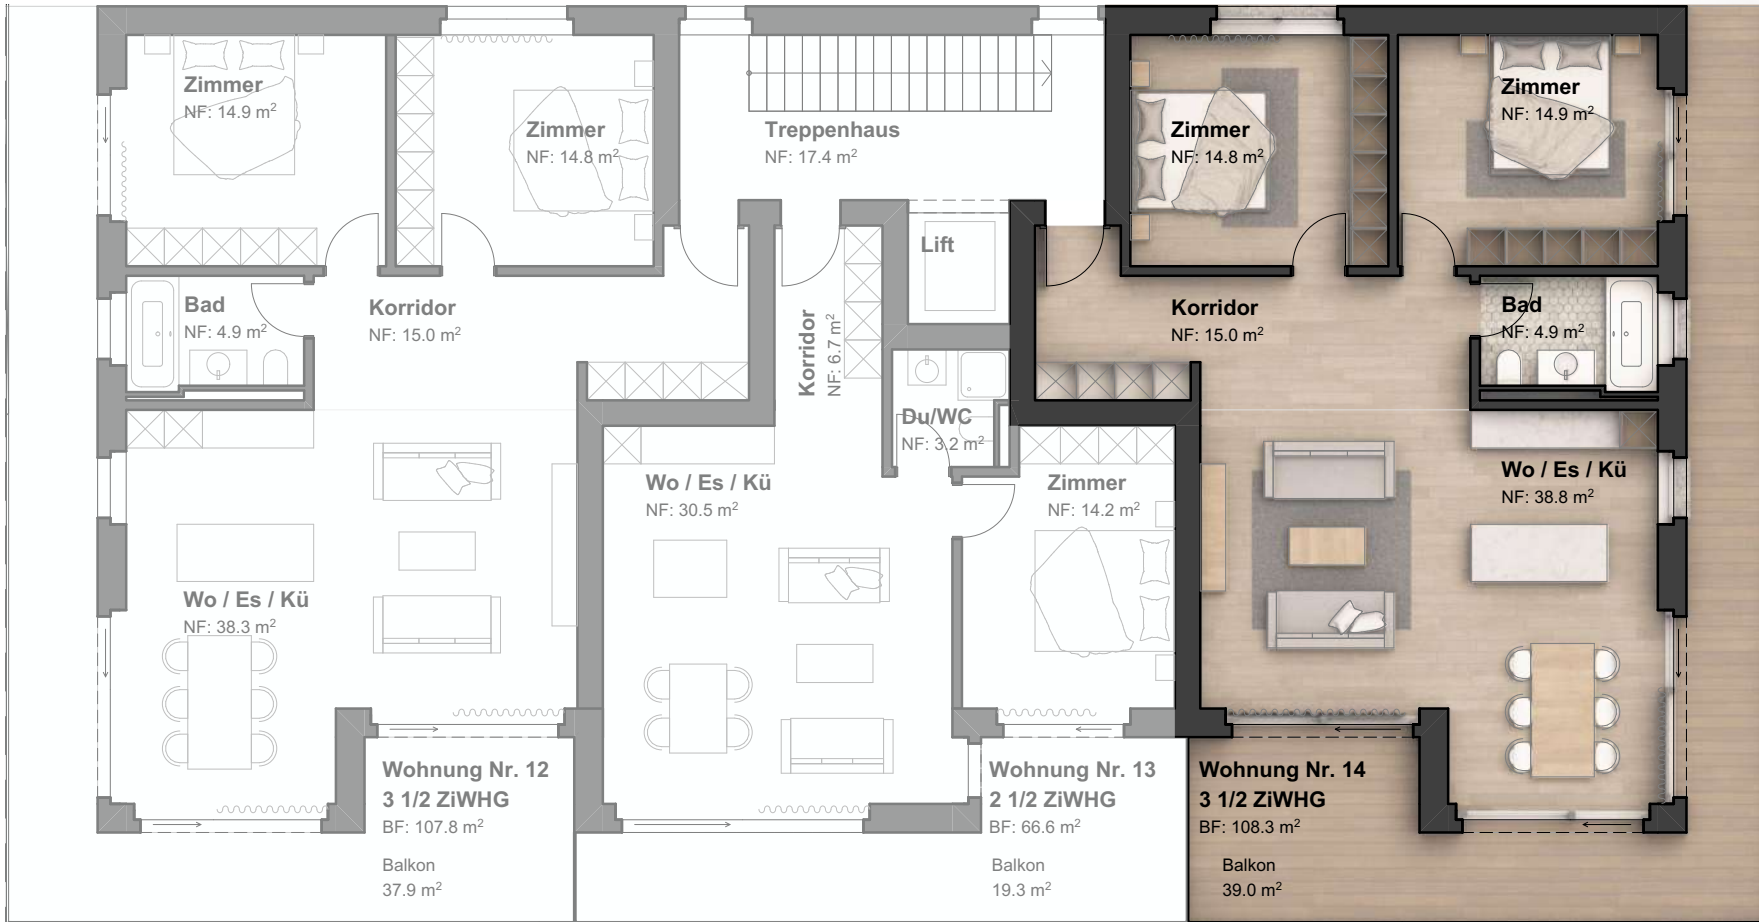 Zimmer
NF: 14.9 m²
Zimmer
NF: 14.8 m²
Treppenhaus
NF: 17.4 m²
Zimmer
NF: 14.8 m²
Zimmer
NF: 14.9 m²
Lift
Bad
NF: 4.9 m²
Korridor
NF: 15.0 m²
Korridor
NF: 6.7 m²
Korridor
NF: 15.0 m²
Bad
NF: 4.9 m²
Du/WC
NF: 3.2 m²
Wo / Es / Kü
NF: 38.3 m²
Wo / Es / Kü
NF: 30.5 m²
Zimmer
NF: 14.2 m²
Wo / Es / Kü
NF: 38.8 m²
Wohnung Nr. 12
3 1/2 ZiWHG
BF: 107.8 m²
Balkon
37.9 m²
Wohnung Nr. 13
2 1/2 ZiWHG
BF: 66.6 m²
Balkon
19.3 m²
Wohnung Nr. 14
3 1/2 ZiWHG
BF: 108.3 m²
Balkon
39.0 m²